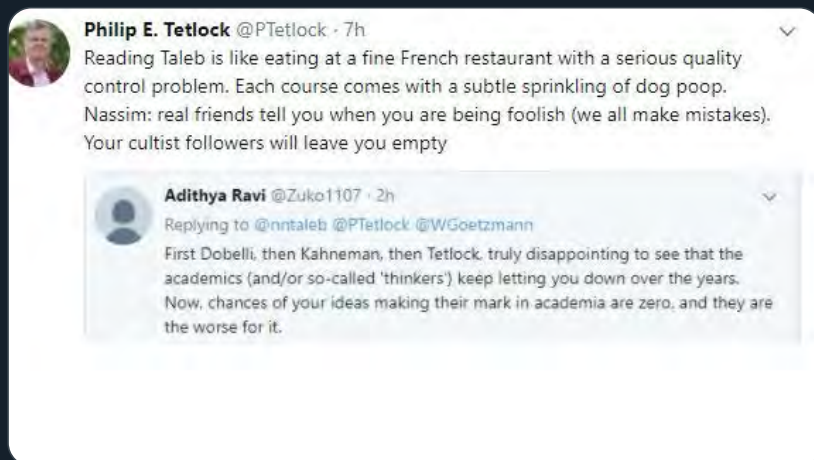 Philip E. Tetlock @PTetlock · 7h
Reading Taleb is like eating at a fine French restaurant with a serious quality
control problem. Each course comes with a subtle sprinkling of dog poop.
Nassim: real friends tell you when you are being foolish (we all make mistakes).
Your cultist followers will leave you empty
Adithya Ravi @Zuko1107 · 2h
Replying to @nntaleb @PTetlock @WGoetzmann
First Dobelli, then Kahneman, then Tetlock, truly disappointing to see that the
academics (and/or so-called 'thinkers') keep letting you down over the years.
Now, chances of your ideas making their mark in academia are zero, and they are
the worse for it.